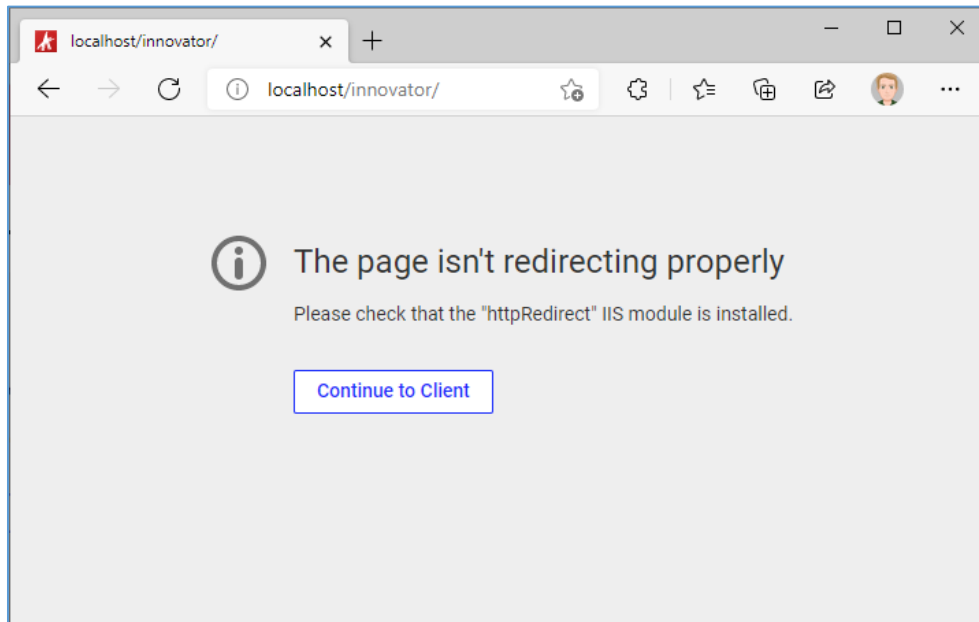 localhost/innovator/
localhost/innovator/
The page isn't redirecting properly
Please check that the "httpRedirect" IIS module is installed.
Continue to Client